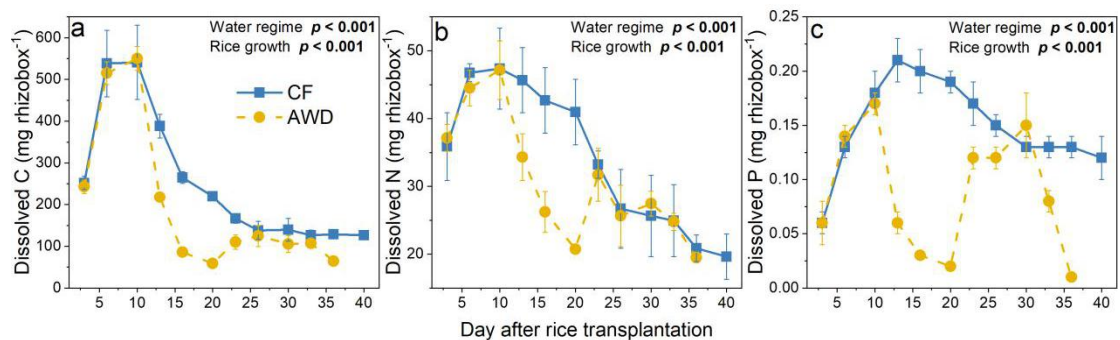 a
Water regime p < 0.001
Rice growth p < 0.001
CF
AWD
Dissolved C (mg rhizobox⁻¹)
600
500
400
300
200
100
0
5 10 15 20 25 30 35 40
b
Water regime p < 0.001
Rice growth p < 0.001
Dissolved N (mg rhizobox⁻¹)
50
40
30
20
5 10 15 20 25 30 35 40
c
Water regime p < 0.001
Rice growth p < 0.001
Dissolved P (mg rhizobox⁻¹)
0.25
0.20
0.15
0.10
0.05
0.00
5 10 15 20 25 30 35 40
Day after rice transplantation